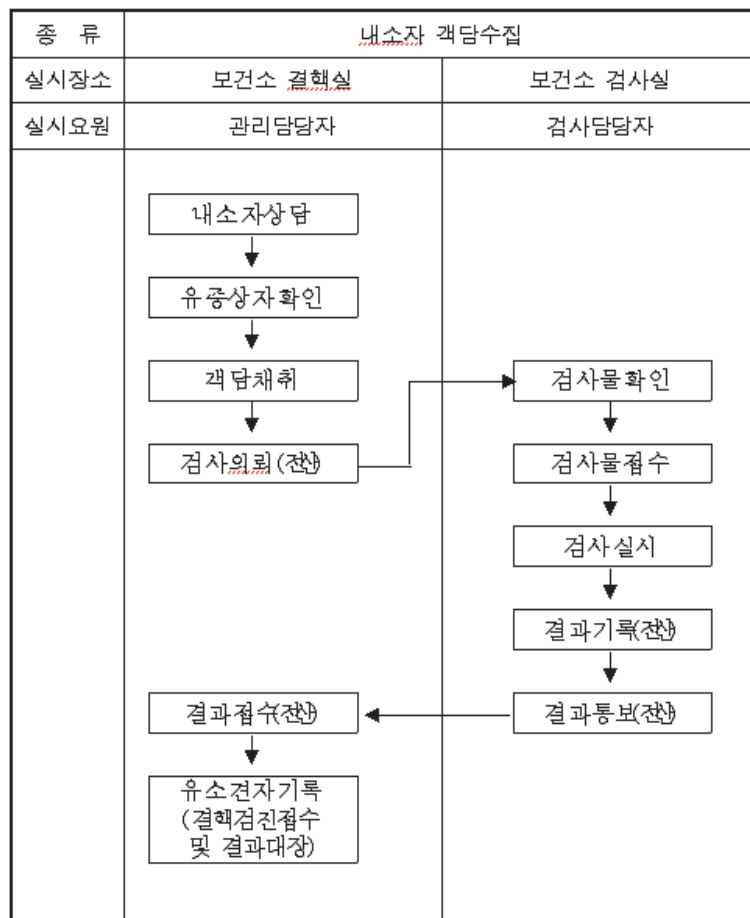 종 류
내소자 객담수집
실시장소
보건소 결핵실
보건소 검사실
실시요원
관리담당자
검사담당자
내소자상담
유증상자확인
객담채취
검사의뢰(전산)
검사물확인
검사물접수
검사실시
결과기록(전산)
결과통보(전산)
결과접수(전산)
유소견자기록
(결핵검진접수
및 결과대장)